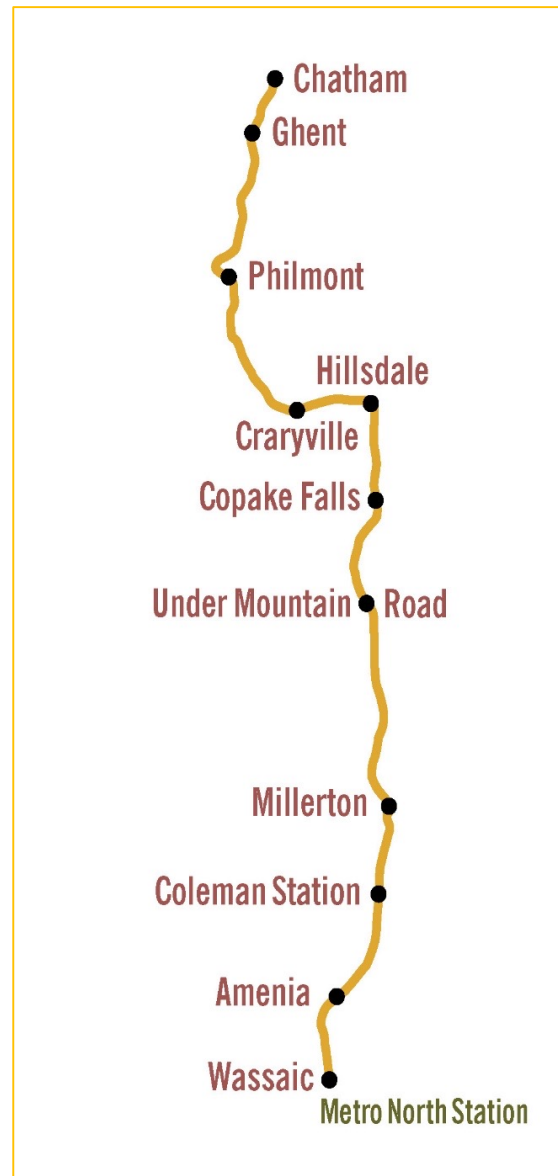 Chatham
Ghent
Philmont
Hillsdale
Craryville
Copake Falls
Under Mountain Road
Millerton
Coleman Station
Amenia
Wassaic
Metro North Station